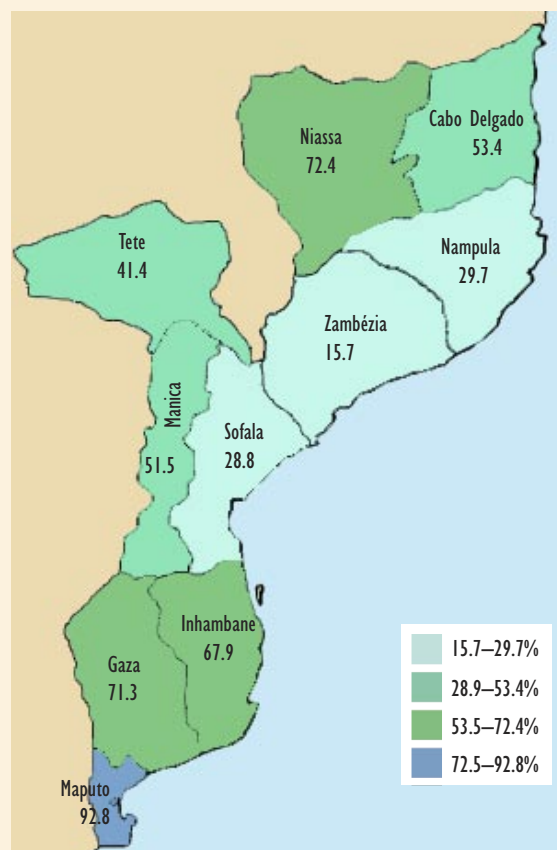 Niassa
72.4
Cabo Delgado
53.4
Nampula
29.7
Tete
41.4
Zambézia
15.7
Manica
51.5
Sofala
28.8
Inhambane
67.9
Gaza
71.3
Maputo
92.8
15.7–29.7%
28.9–53.4%
53.5–72.4%
72.5–92.8%